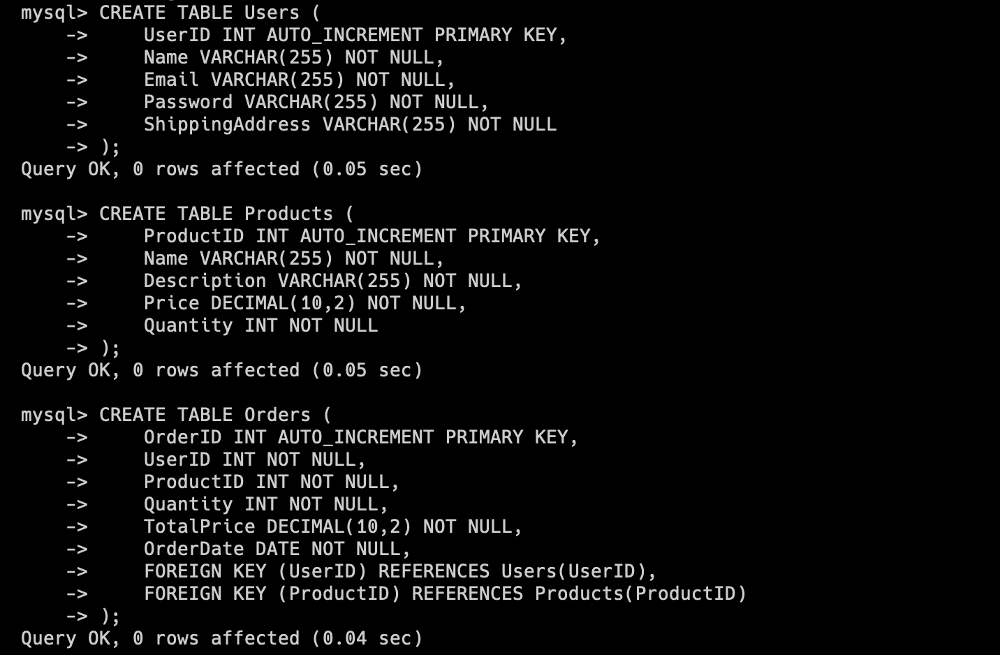 mysql> CREATE TABLE Users (
    ->     UserID INT AUTO_INCREMENT PRIMARY KEY,
    ->     Name VARCHAR(255) NOT NULL,
    ->     Email VARCHAR(255) NOT NULL,
    ->     Password VARCHAR(255) NOT NULL,
    ->     ShippingAddress VARCHAR(255) NOT NULL
    -> );
Query OK, 0 rows affected (0.05 sec)

mysql> CREATE TABLE Products (
    ->     ProductID INT AUTO_INCREMENT PRIMARY KEY,
    ->     Name VARCHAR(255) NOT NULL,
    ->     Description VARCHAR(255) NOT NULL,
    ->     Price DECIMAL(10,2) NOT NULL,
    ->     Quantity INT NOT NULL
    -> );
Query OK, 0 rows affected (0.05 sec)

mysql> CREATE TABLE Orders (
    ->     OrderID INT AUTO_INCREMENT PRIMARY KEY,
    ->     UserID INT NOT NULL,
    ->     ProductID INT NOT NULL,
    ->     Quantity INT NOT NULL,
    ->     TotalPrice DECIMAL(10,2) NOT NULL,
    ->     OrderDate DATE NOT NULL,
    ->     FOREIGN KEY (UserID) REFERENCES Users(UserID),
    ->     FOREIGN KEY (ProductID) REFERENCES Products(ProductID)
    -> );
Query OK, 0 rows affected (0.04 sec)